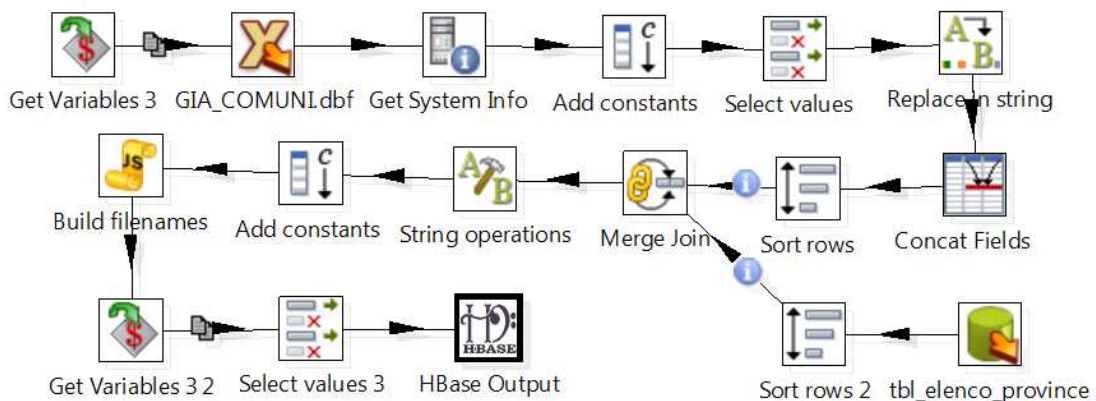 Get Variables 3
GIA_COMUNI.dbf
Get System Info
Add constants
Select values
Replace in string
Build filenames
Add constants
String operations
Merge Join
Sort rows
Concat Fields
Get Variables 3 2
Select values 3
HBase Output
Sort rows 2
tbl_elenco_province
$
X
i
C
A
B
JS
C
A
B
i
i
$
H
H·BASE